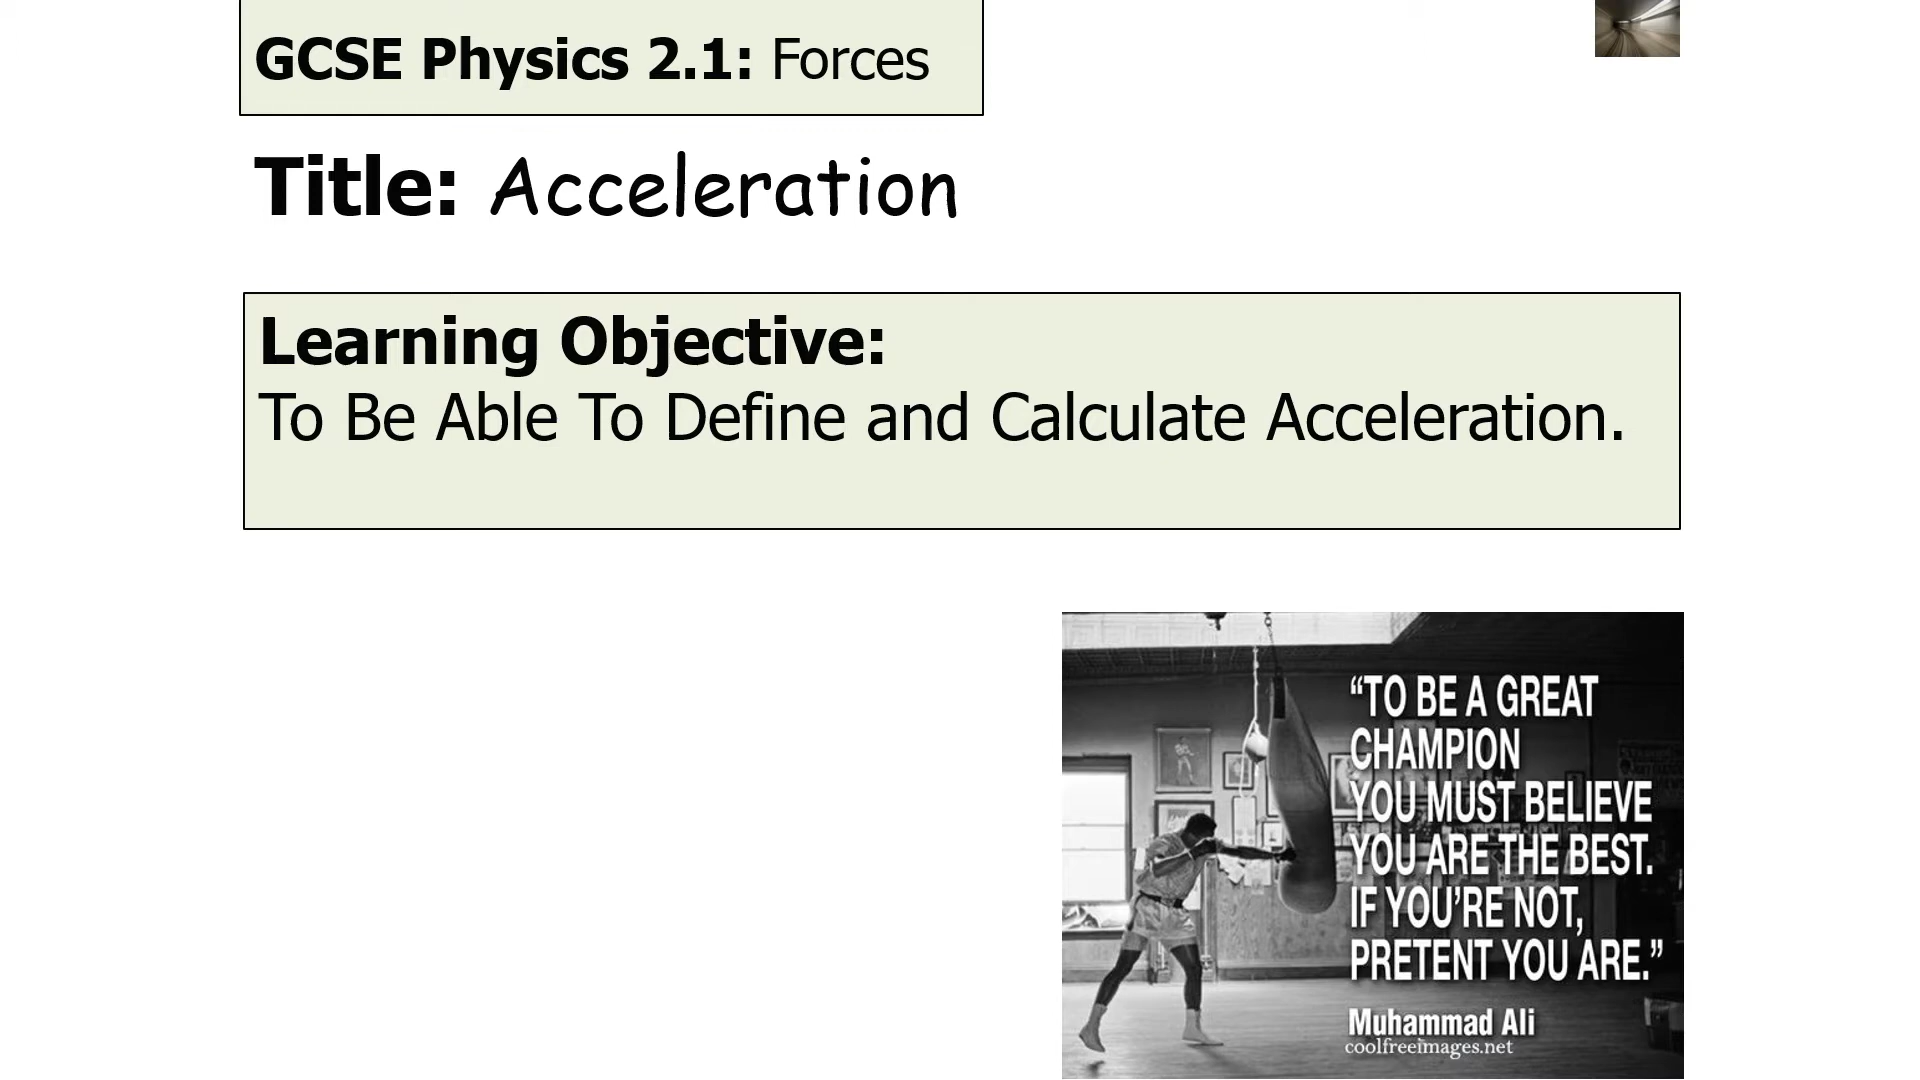 GCSE Physics 2.1: Forces
Title: Acceleration
Learning Objective:
To Be Able To Define and Calculate Acceleration.
“TO BE A GREAT
CHAMPION
YOU MUST BELIEVE
YOU ARE THE BEST.
IF YOU’RE NOT,
PRETENT YOU ARE.”
Muhammad Ali
coolfreeimages.net